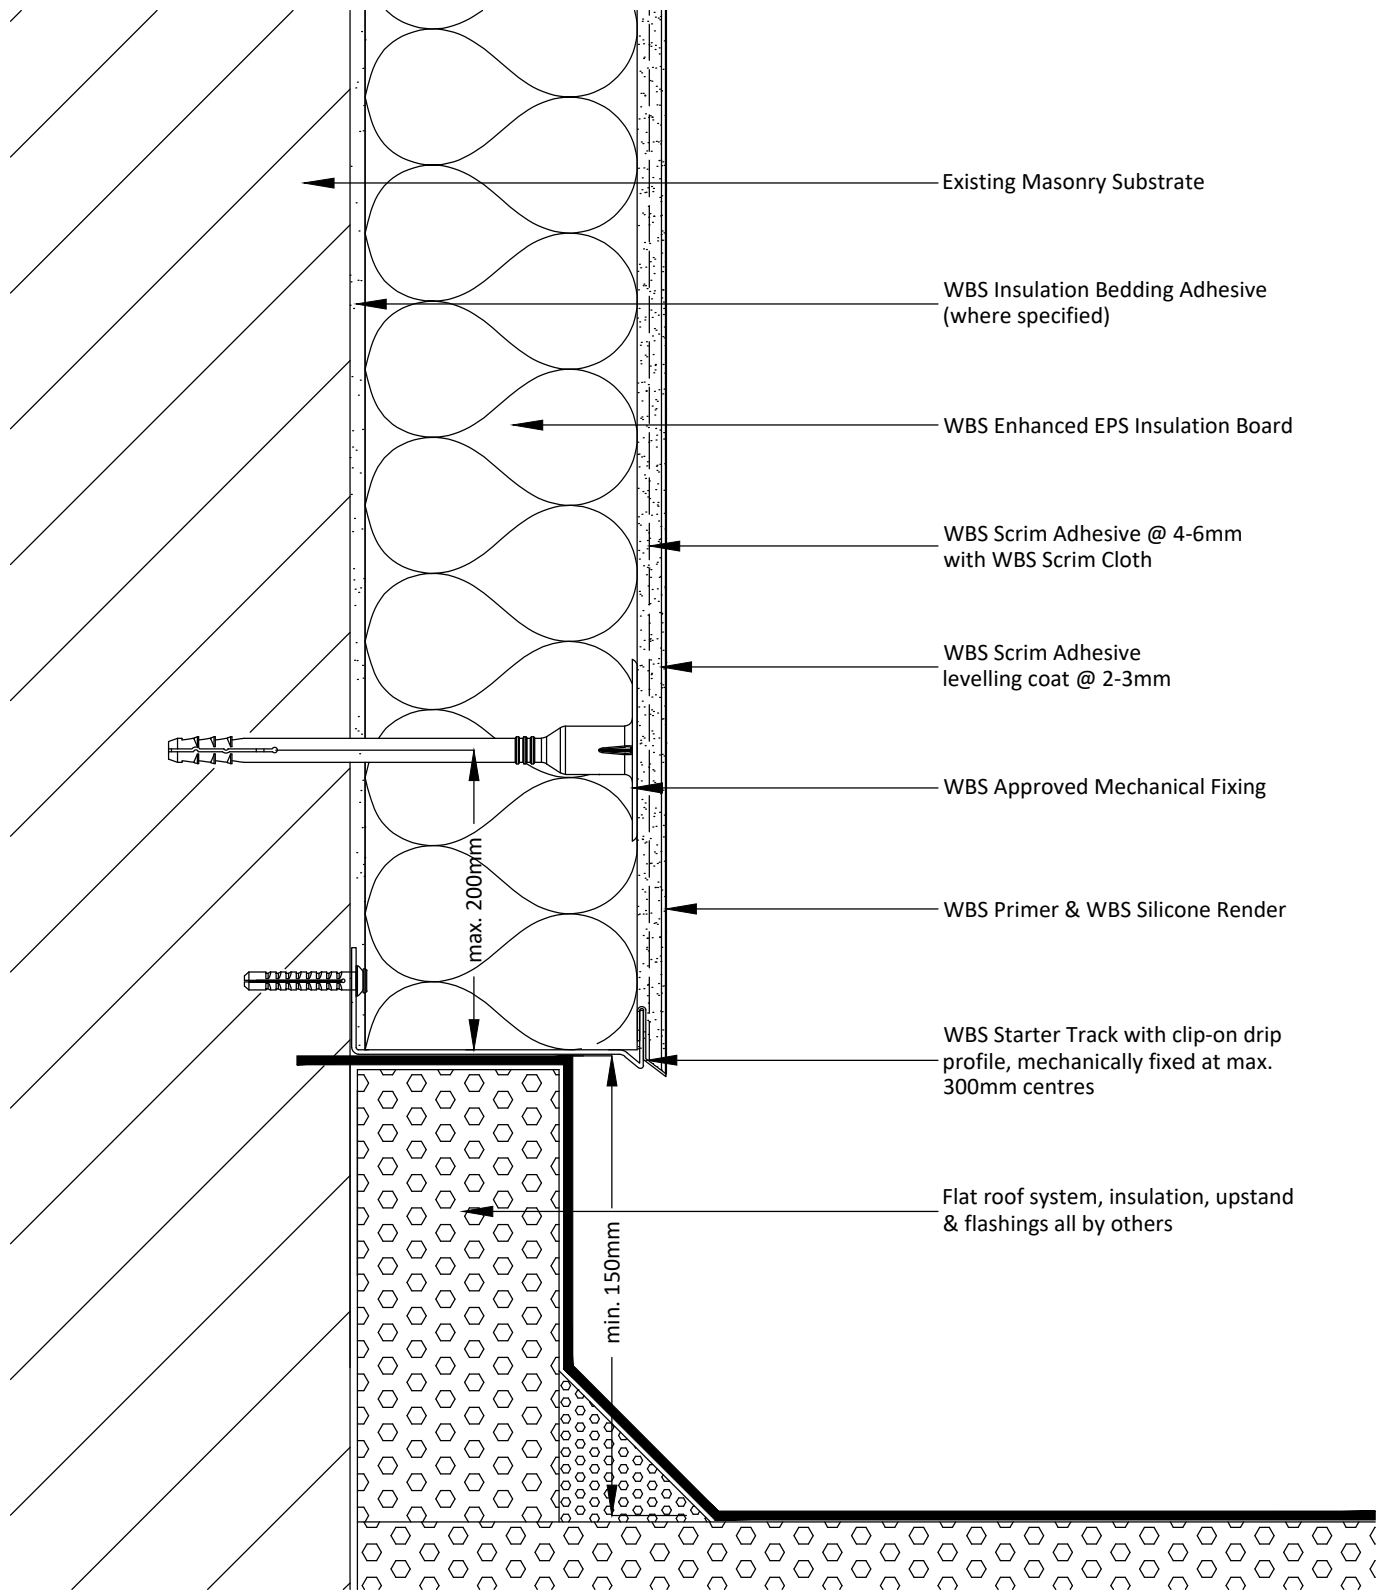 Existing Masonry Substrate
WBS Insulation Bedding Adhesive
(where specified)
WBS Enhanced EPS Insulation Board
WBS Scrim Adhesive @ 4-6mm
with WBS Scrim Cloth
WBS Scrim Adhesive
levelling coat @ 2-3mm
WBS Approved Mechanical Fixing
max. 200mm
WBS Primer & WBS Silicone Render
WBS Starter Track with clip-on drip
profile, mechanically fixed at max.
300mm centres
Flat roof system, insulation, upstand
& flashings all by others
min. 150mm